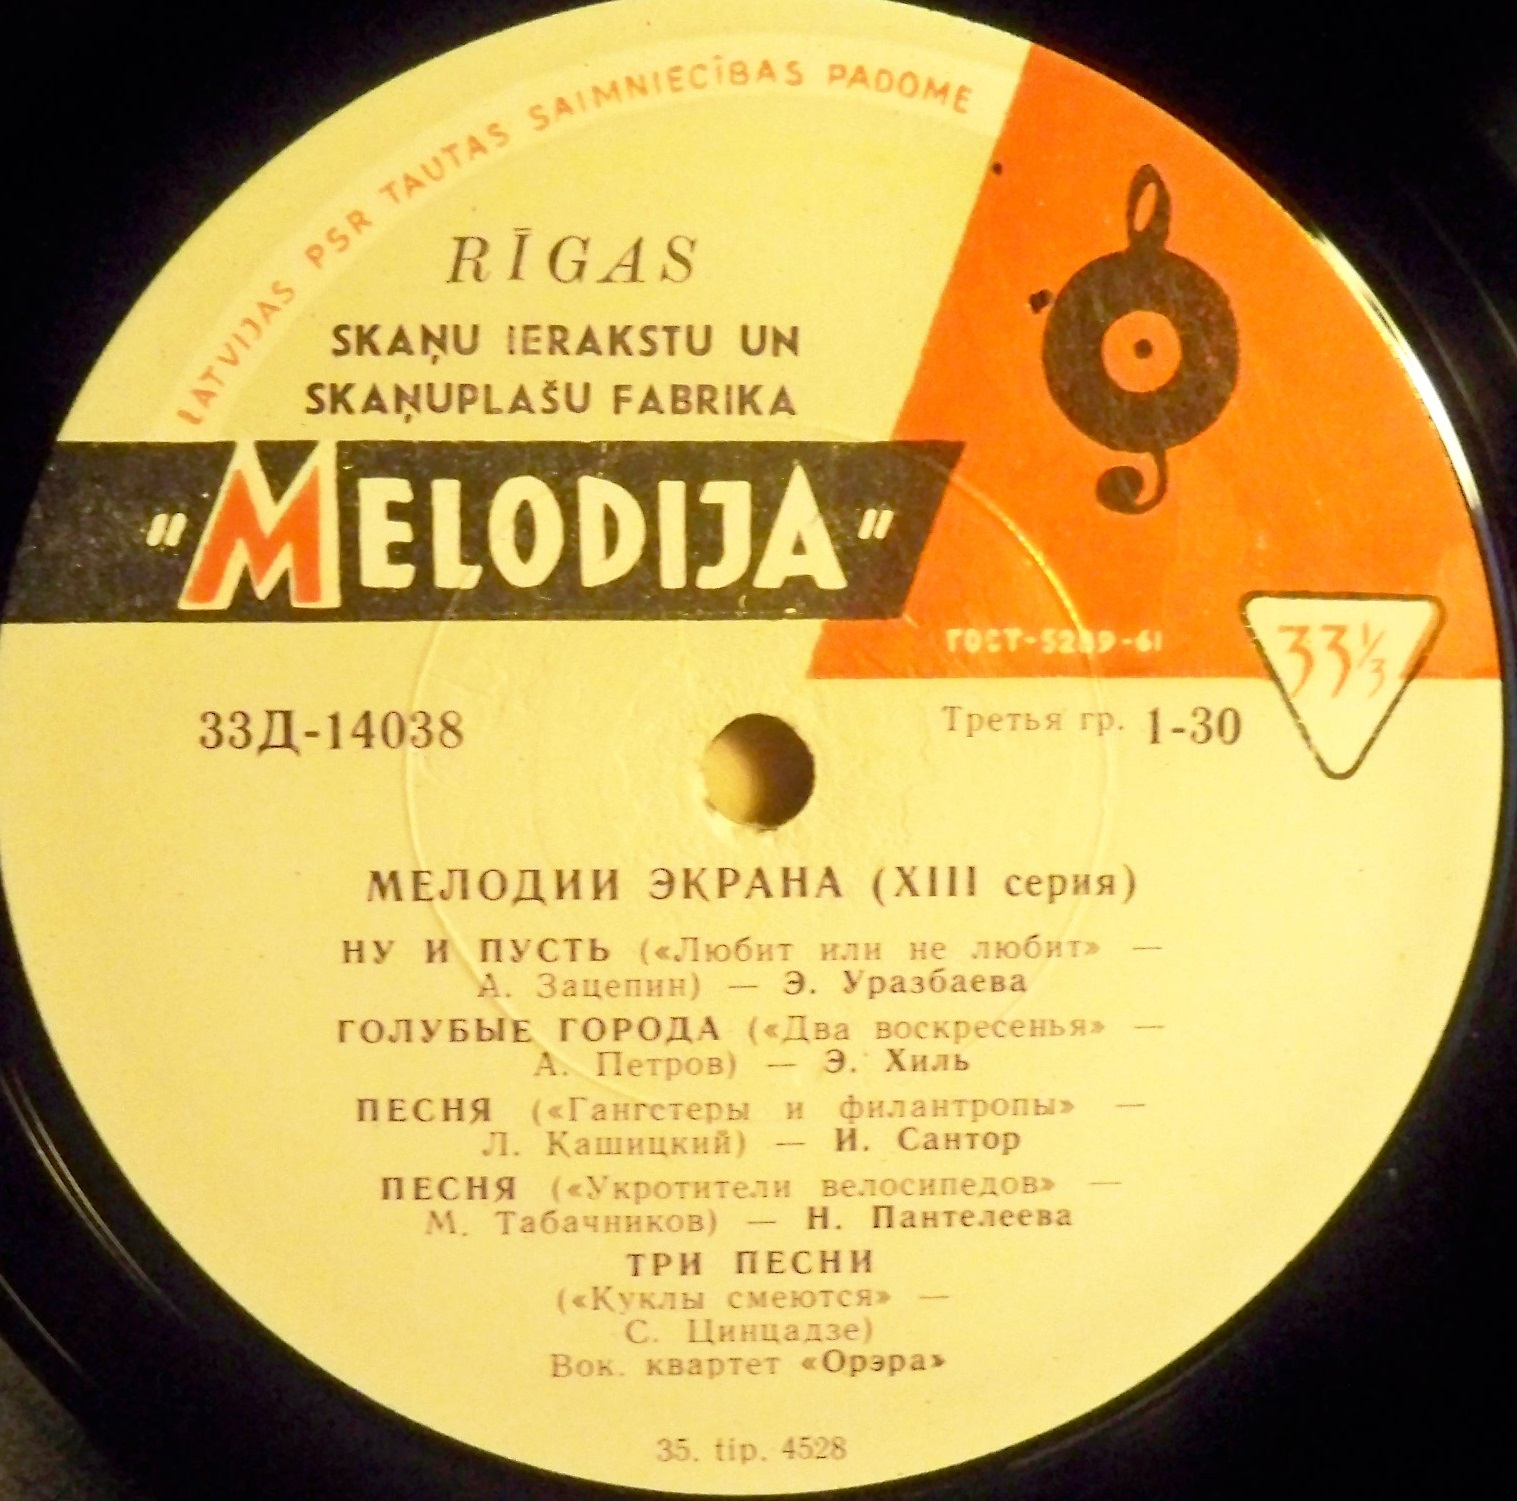 LATVIJAS PSR TAUTAS SAIMNIECĪBAS PADOME
RĪGAS
SKAŅU IERAKSTU UN
SKAŅUPLAŠU FABRIKA
"MELODIJA"
ГОСТ-5289-61
33⅓
33Д-14038
Третья гр. 1-30
МЕЛОДИИ ЭКРАНА (XIII серия)
НУ И ПУСТЬ («Любит или не любит» —
А. Зацепин) — Э. Уразбаева
ГОЛУБЫЕ ГОРОДА («Два воскресенья» —
А. Петров) — Э. Хиль
ПЕСНЯ («Гангстеры и филантропы» —
Л. Кашицкий) — И. Сантор
ПЕСНЯ («Укротители велосипедов» —
М. Табачников) — Н. Пантелеева
ТРИ ПЕСНИ
(«Куклы смеются» —
С. Цинцадзе)
Вок. квартет «Орэра»
35. tip. 4528